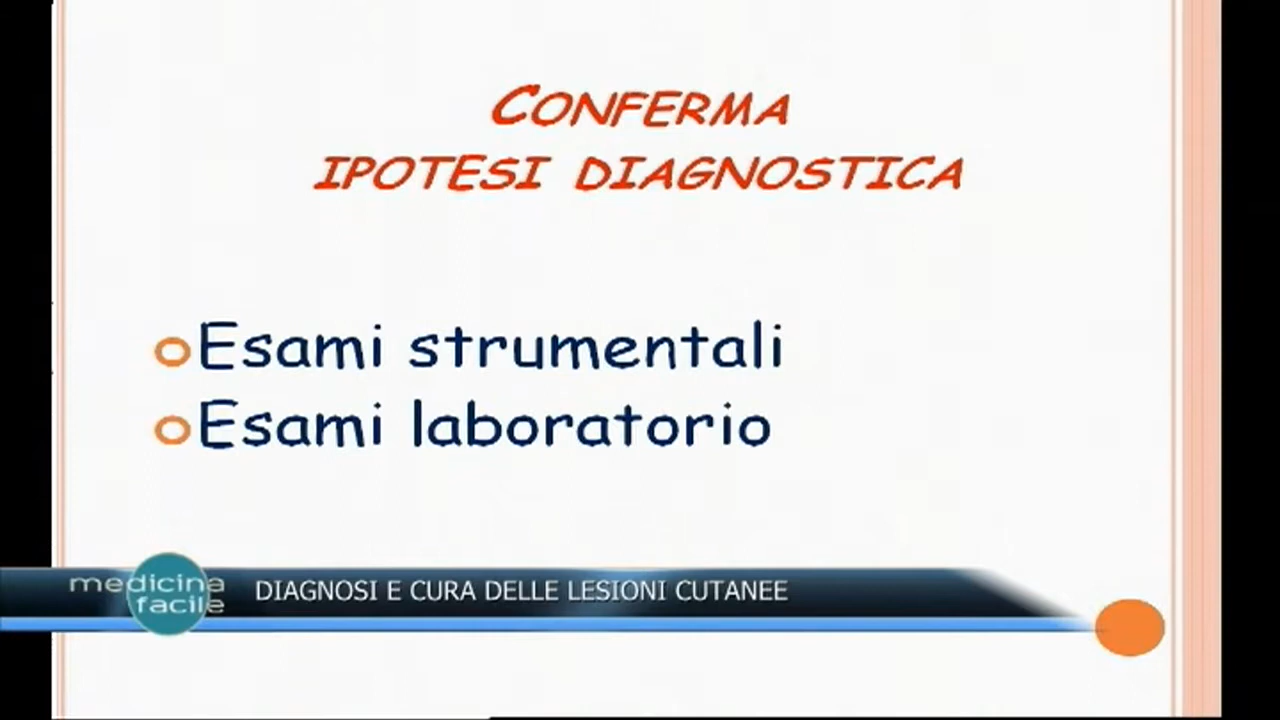 CONFERMA
IPOTESI DIAGNOSTICA
Esami strumentali
Esami laboratorio
medicina
facile
DIAGNOSI E CURA DELLE LESIONI CUTANEE